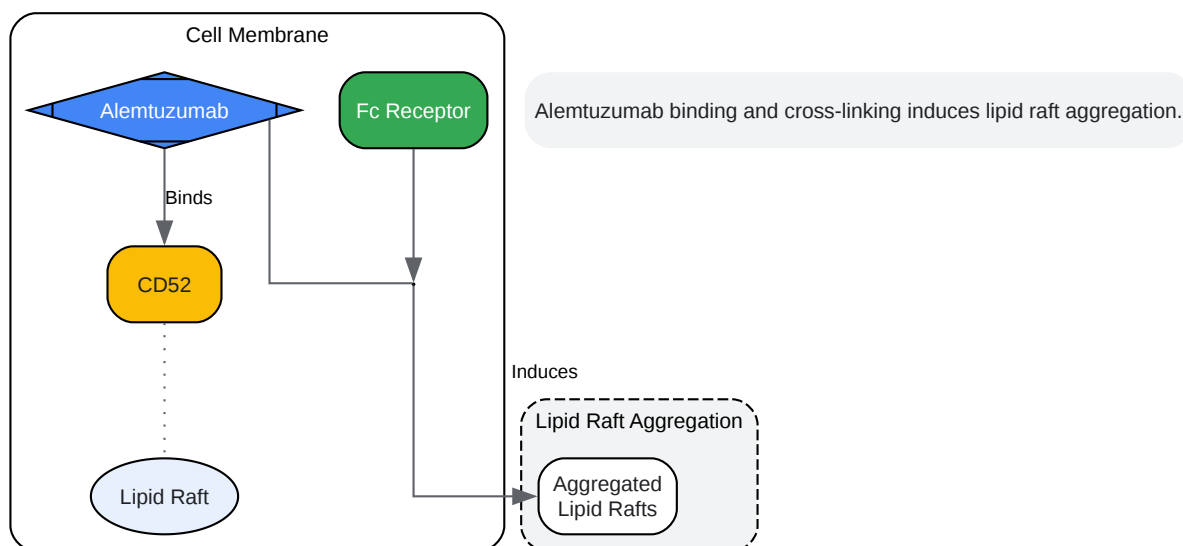 Cell Membrane
Alemtuzumab
Fc Receptor
Alemtuzumab binding and cross-linking induces lipid raft aggregation.
Binds
CD52
Induces
Lipid Raft Aggregation
Lipid Raft
Aggregated
Lipid Rafts